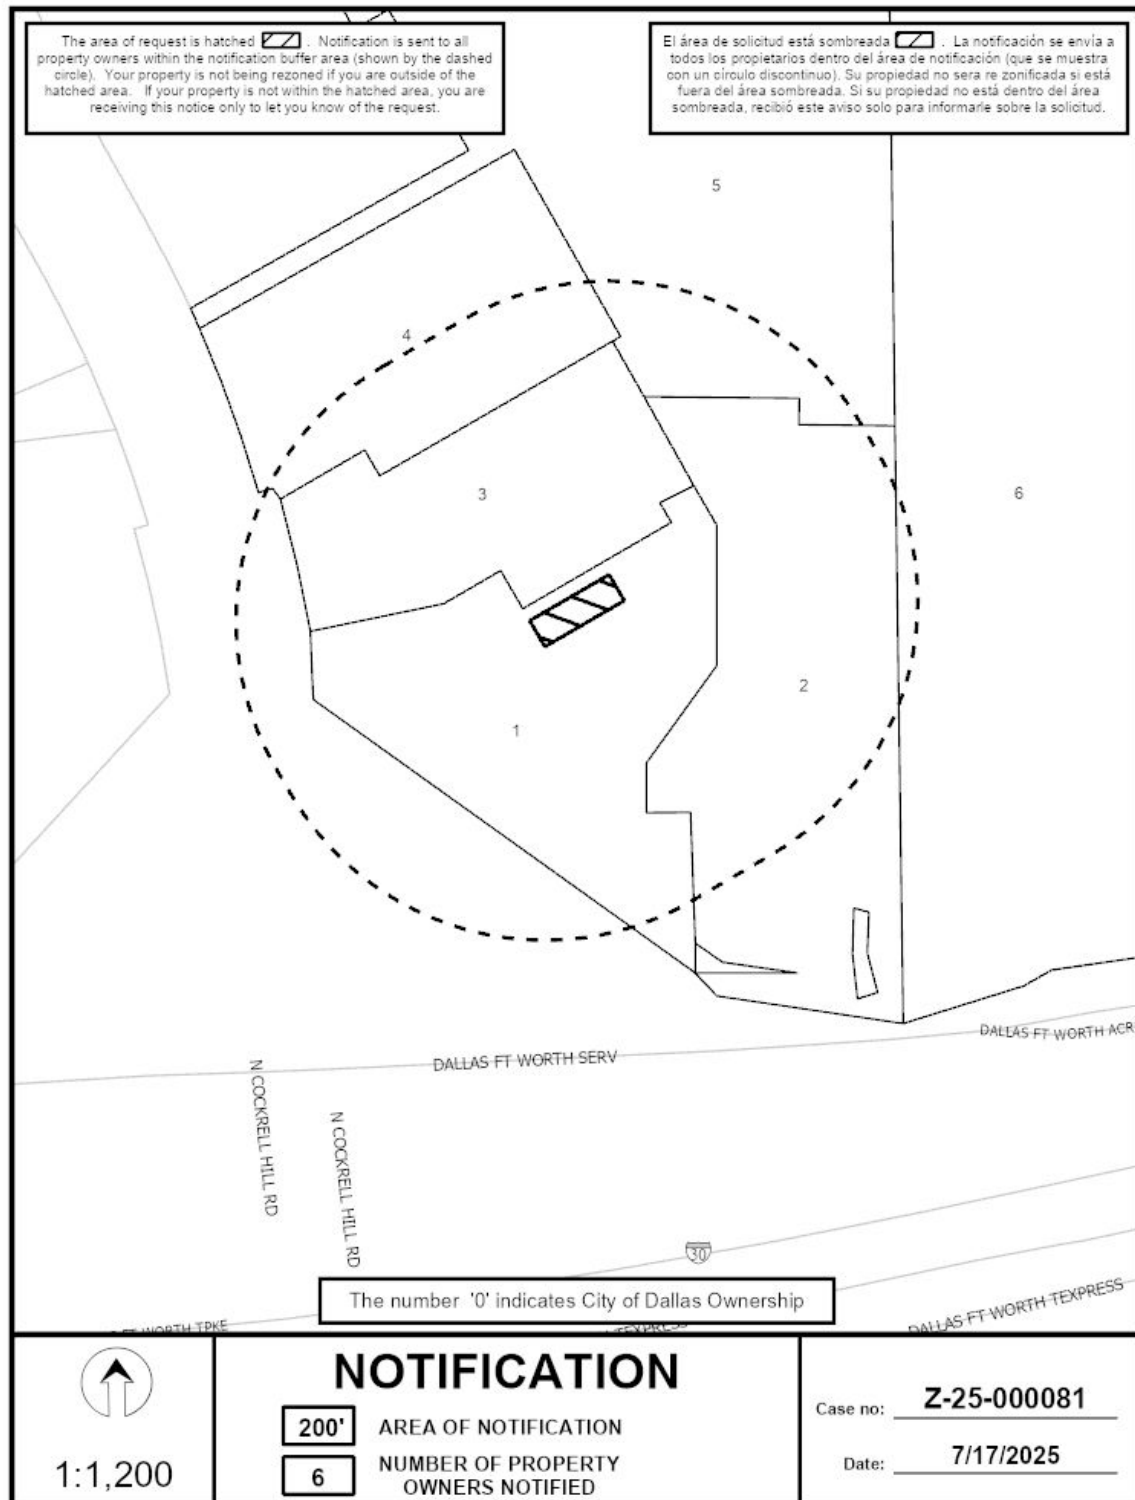 The area of request is hatched . Notification is sent to all
property owners within the notification buffer area (shown by the dashed
circle). Your property is not being rezoned if you are outside of the
hatched area. If your property is not within the hatched area, you are
receiving this notice only to let you know of the request.
El área de solicitud está sombreada . La notificación se envía a
todos los propietarios dentro del área de notificación (que se muestra
con un círculo discontinuo). Su propiedad no sera re zonificada si está
fuera del área sombreada. Si su propiedad no está dentro del área
sombreada, recibió este aviso solo para informarle sobre la solicitud.
5
4
3
6
2
1
DALLAS FT WORTH ACR
DALLAS FT WORTH SERV
N COCKRELL HILL RD
N COCKRELL HILL RD
30
The number '0' indicates City of Dallas Ownership
DALLAS FT WORTH TEXPRESS
FT WORTH TPKE
TEXPRESS
1:1,200
NOTIFICATION
200' AREA OF NOTIFICATION
6 NUMBER OF PROPERTY
OWNERS NOTIFIED
Case no: Z-25-000081
Date: 7/17/2025